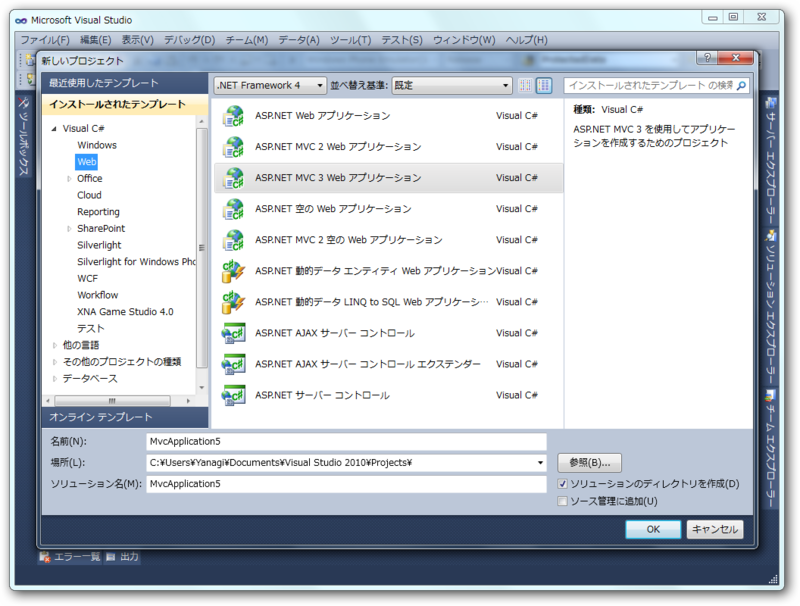 Microsoft Visual Studio
ファイル(F) 編集(E) 表示(V) デバッグ(D) チーム(M) データ(A) ツール(T) テスト(S) ウィンドウ(W) ヘルプ(H)
新しいプロジェクト
最近使用したテンプレート
インストールされたテンプレート
.NET Framework 4 並べ替え基準: 既定
インストールされたテンプレート の検索
Visual C#
Windows
Web
Office
Cloud
Reporting
SharePoint
Silverlight
Silverlight for Windows Pho
WCF
Workflow
XNA Game Studio 4.0
テスト
他の言語
その他のプロジェクトの種類
データベース
オンライン テンプレート
ASP.NET Web アプリケーション Visual C#
ASP.NET MVC 2 Web アプリケーション Visual C#
ASP.NET MVC 3 Web アプリケーション Visual C#
ASP.NET 空の Web アプリケーション Visual C#
ASP.NET MVC 2 空の Web アプリケーション Visual C#
ASP.NET 動的データ エンティティ Web アプリケーション Visual C#
ASP.NET 動的データ LINQ to SQL Web アプリケーシ… Visual C#
ASP.NET AJAX サーバー コントロール Visual C#
ASP.NET AJAX サーバー コントロール エクステンダー Visual C#
ASP.NET サーバー コントロール Visual C#
種類: Visual C#
ASP.NET MVC 3 を使用してアプリケー
ションを作成するためのプロジェクト
名前(N): MvcApplication5
場所(L): C:¥Users¥Yanagi¥Documents¥Visual Studio 2010¥Projects¥ 参照(B)...
ソリューション名(M): MvcApplication5
ソリューションのディレクトリを作成(D)
ソース管理に追加(U)
OK キャンセル
ツールボックス
サーバー エクスプローラー
ソリューション エクスプローラー
チーム エクスプローラー
エラー一覧 出力